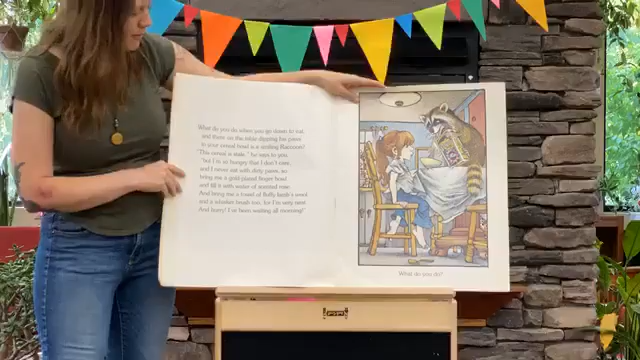 What do you do when you go down to eat
and there on the table dipping his paws
in your cereal bowl is a smiling Raccoon?
"This cereal is stale," he says to you,
"but I'm so hungry that I don't care,
and I never eat with dirty paws, so
bring me a gold plated finger bowl
and fill it with water of scented rose.
And bring me a towel of fluffy lamb's wool
and a whisker brush too, for I'm very neat.
And hurry! I've been waiting all morning!"
What do you do?